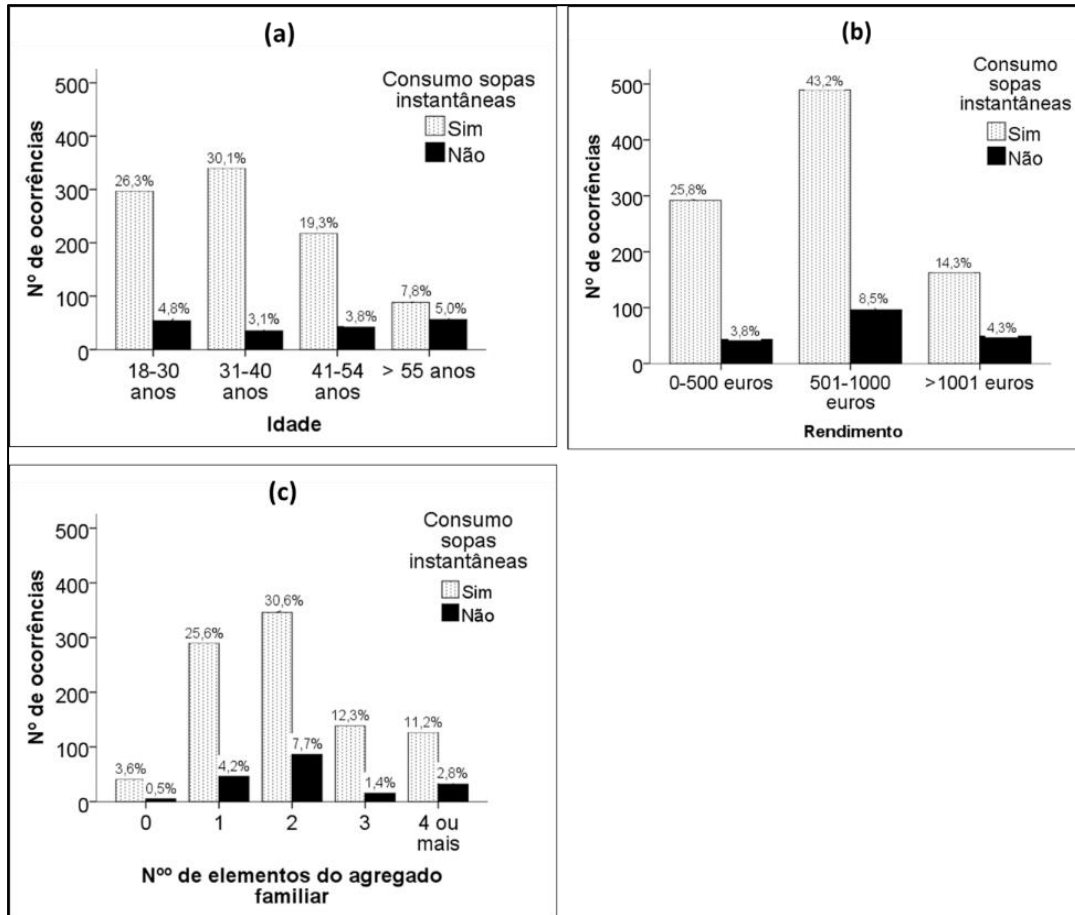 (a)
Consumo sopas
instantâneas
Sim
Não
Nº de ocorrências
500
400
300
200
100
0
26,3%
4,8%
30,1%
3,1%
19,3%
3,8%
7,8%
5,0%
18-30
anos
31-40
anos
41-54
anos
> 55 anos
Idade
(b)
Consumo
sopas
instantâneas
Sim
Não
Nº de ocorrências
500
400
300
200
100
0
25,8%
3,8%
43,2%
8,5%
14,3%
4,3%
0-500 euros
501-1000
euros
>1001 euros
Rendimento
(c)
Consumo
sopas
instantâneas
Sim
Não
Nº de ocorrências
500
400
300
200
100
0
3,6%
0,5%
25,6%
4,2%
30,6%
7,7%
12,3%
1,4%
11,2%
2,8%
0
1
2
3
4 ou
mais
Nºº de elementos do agregado
familiar